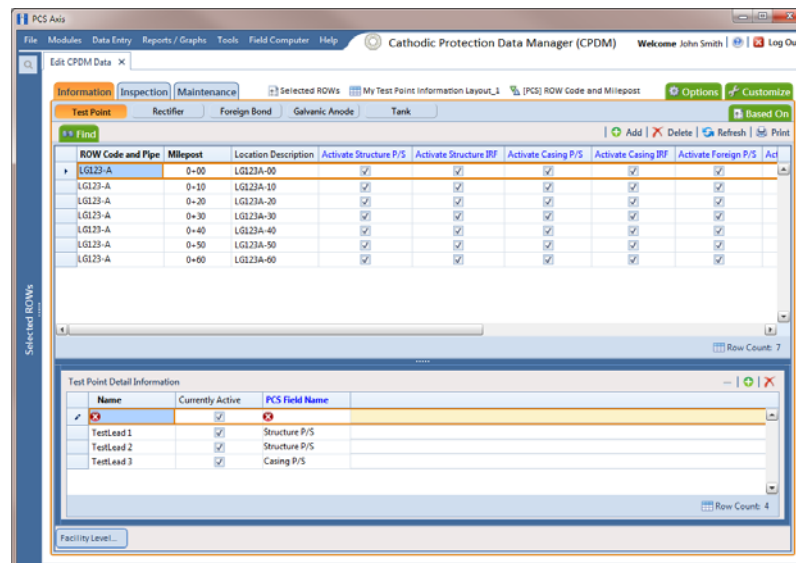 PCS Axis
File Modules Data Entry Reports / Graphs Tools Field Computer Help Cathodic Protection Data Manager (CPDM) Welcome John Smith Log Ou
Edit CPDM Data
Information Inspection Maintenance Selected ROWs My Test Point Information Layout_1 [PCS] ROW Code and Milepost Options Customize
Test Point Rectifier Foreign Bond Galvanic Anode Tank Based On
Find Add Delete Refresh Print
ROW Code and Pipe Milepost Location Description Activate Structure P/S Activate Structure IRF Activate Casing P/S Activate Casing IRF Activate Foreign P/S Act
LG123-A 0+00 LG123A-00
LG123-A 0+10 LG123A-10
LG123-A 0+20 LG123A-20
LG123-A 0+30 LG123A-30
LG123-A 0+40 LG123A-40
LG123-A 0+50 LG123A-50
LG123-A 0+60 LG123A-60
Selected ROWs
Row Count: 7
Test Point Detail Information
Name Currently Active PCS Field Name
TestLead 1 Structure P/S
TestLead 2 Structure P/S
TestLead 3 Casing P/S
Row Count: 4
Facility Level...